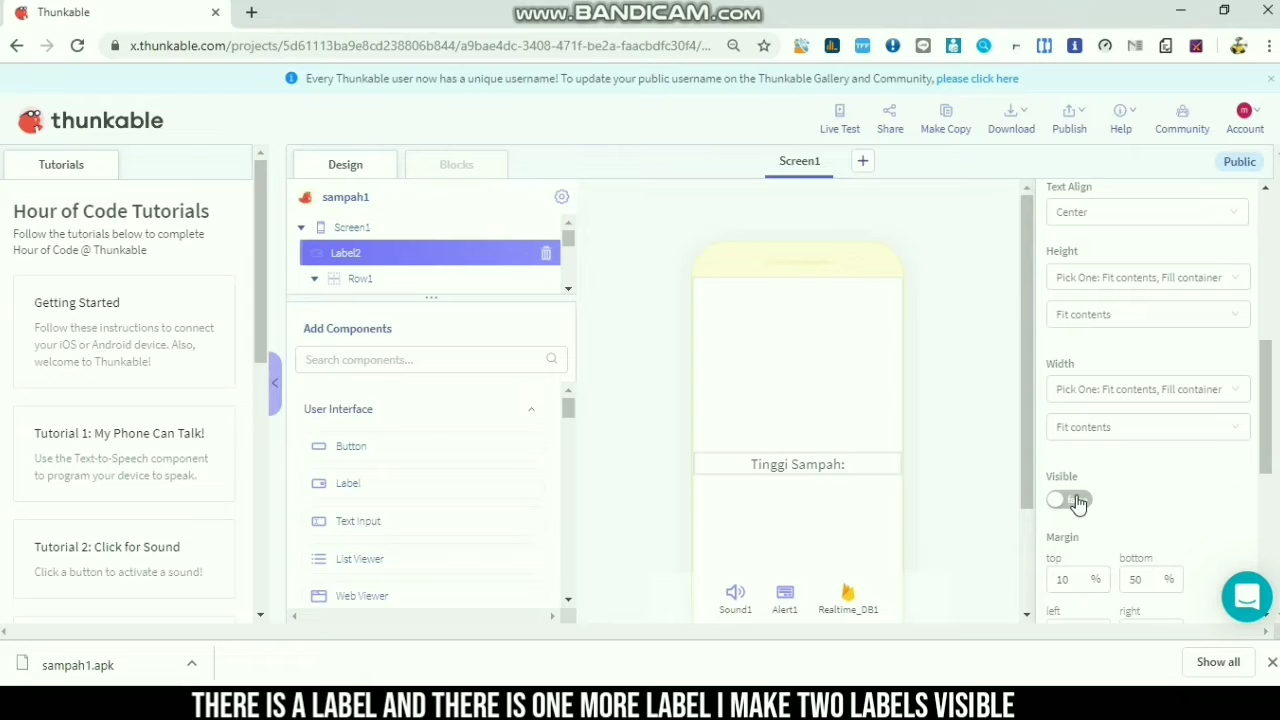 Thunkable
www.BANDICAM.com
x.thunkable.com/projects/5d61113ba9e8cd238806b844/a9bae4dc-3408-471f-be2a-faacbdfc30f4/...
Every Thunkable user now has a unique username! To update your public username on the Thunkable Gallery and Community, please click here
thunkable
Live Test
Share
Make Copy
Download
Publish
Help
Community
m
Account
Tutorials
Design
Blocks
Screen1
Public
Hour of Code Tutorials
Follow the tutorials below to complete
Hour of Code @ Thunkable
Getting Started
Follow these instructions to connect
your iOS or Android device. Also,
welcome to Thunkable!
Tutorial 1: My Phone Can Talk!
Use the Text-to-Speech component
to program your device to speak.
Tutorial 2: Click for Sound
Click a button to activate a sound!
sampah1
Screen1
Label2
Row1
Add Components
Search components...
User Interface
Button
Label
Text Input
List Viewer
Web Viewer
Tinggi Sampah:
Sound1
Alert1
Realtime_DB1
Text Align
Center
Height
Pick One: Fit contents, Fill container
Fit contents
Width
Pick One: Fit contents, Fill container
Fit contents
Visible
Margin
top
bottom
10 %
50 %
left
right
sampah1.apk
Show all
THERE IS A LABEL AND THERE IS ONE MORE LABEL I MAKE TWO LABELS VISIBLE